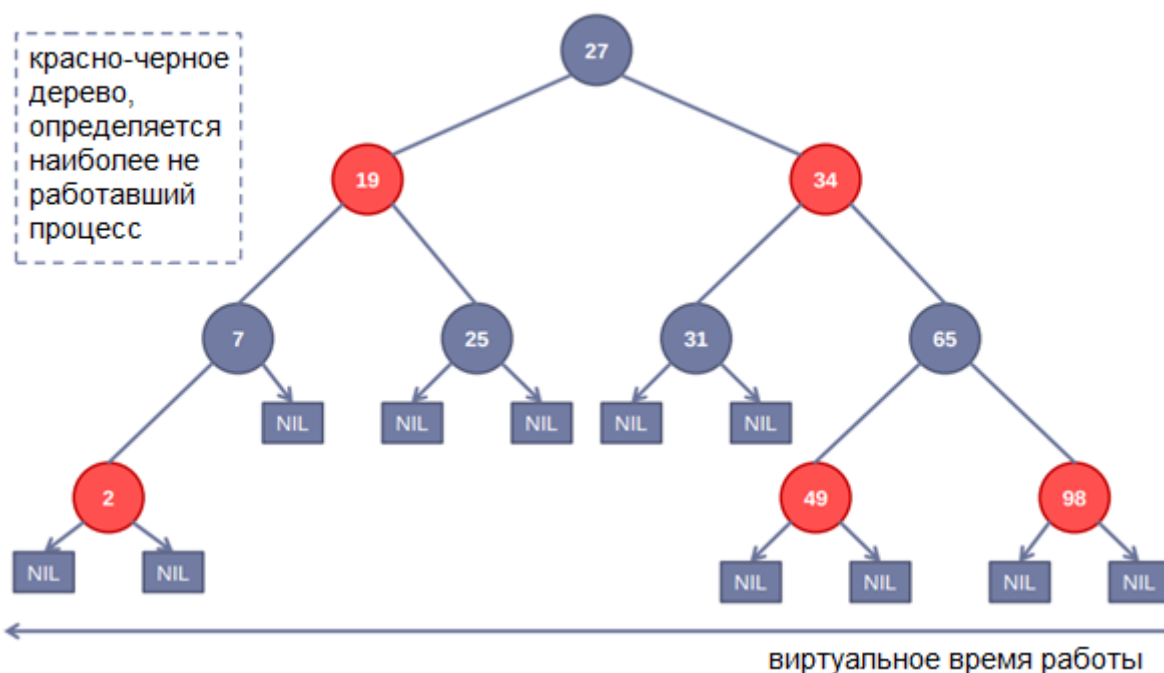 красно-черное
дерево,
определяется
наиболее не
работавший
процесс
27
19
34
7
25
31
65
NIL
NIL
NIL
NIL
NIL
2
49
98
NIL
NIL
NIL
NIL
NIL
NIL
виртуальное время работы